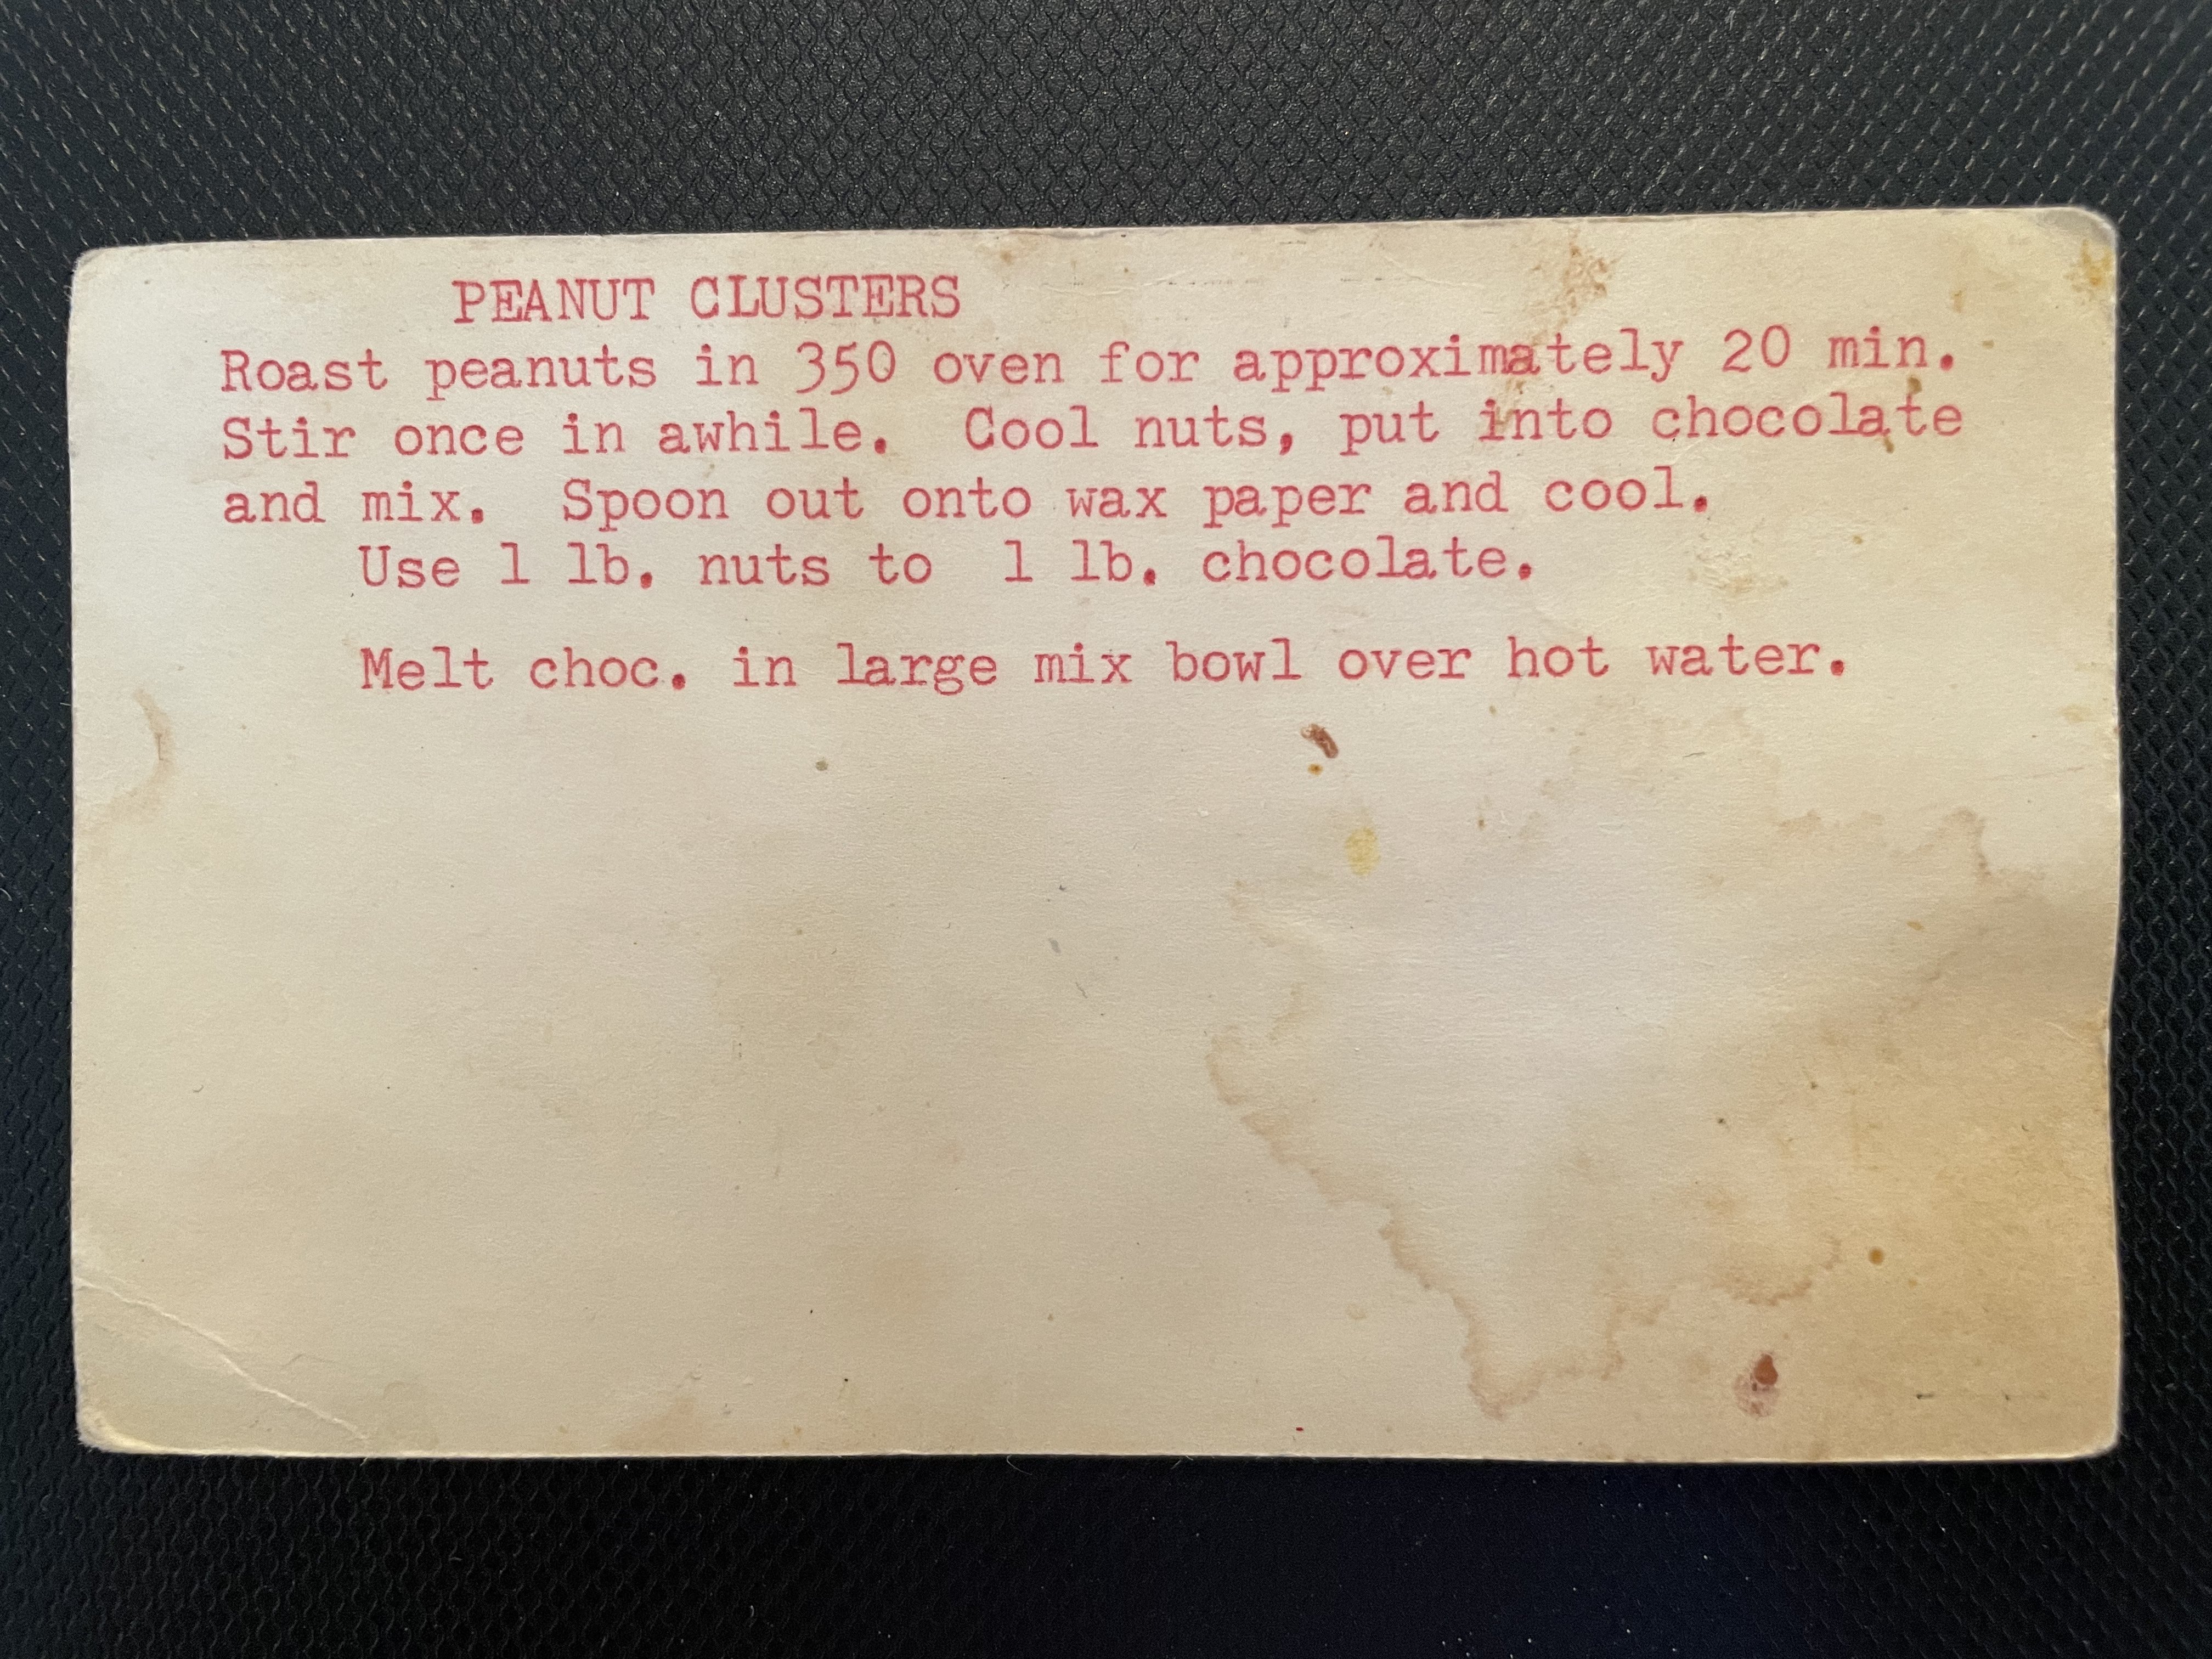 PEANUT CLUSTERS
Roast peanuts in 350 oven for approximately 20 min.
Stir once in awhile.  Cool nuts, put into chocolate
and mix.  Spoon out onto wax paper and cool.
Use 1 lb. nuts to  1 lb. chocolate.
Melt choc. in large mix bowl over hot water.